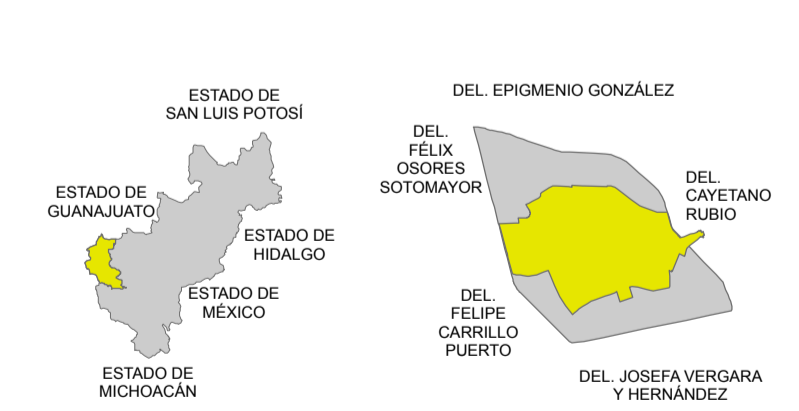 ESTADO DE
SAN LUIS POTOSÍ
ESTADO DE
GUANAJUATO
ESTADO DE
HIDALGO
ESTADO DE
MÉXICO
ESTADO DE
MICHOACÁN
DEL. EPIGMENIO GONZÁLEZ
DEL.
FÉLIX
OSORES
SOTOMAYOR
DEL.
CAYETANO
RUBIO
DEL.
FELIPE
CARRILLO
PUERTO
DEL. JOSEFA VERGARA
Y HERNÁNDEZ